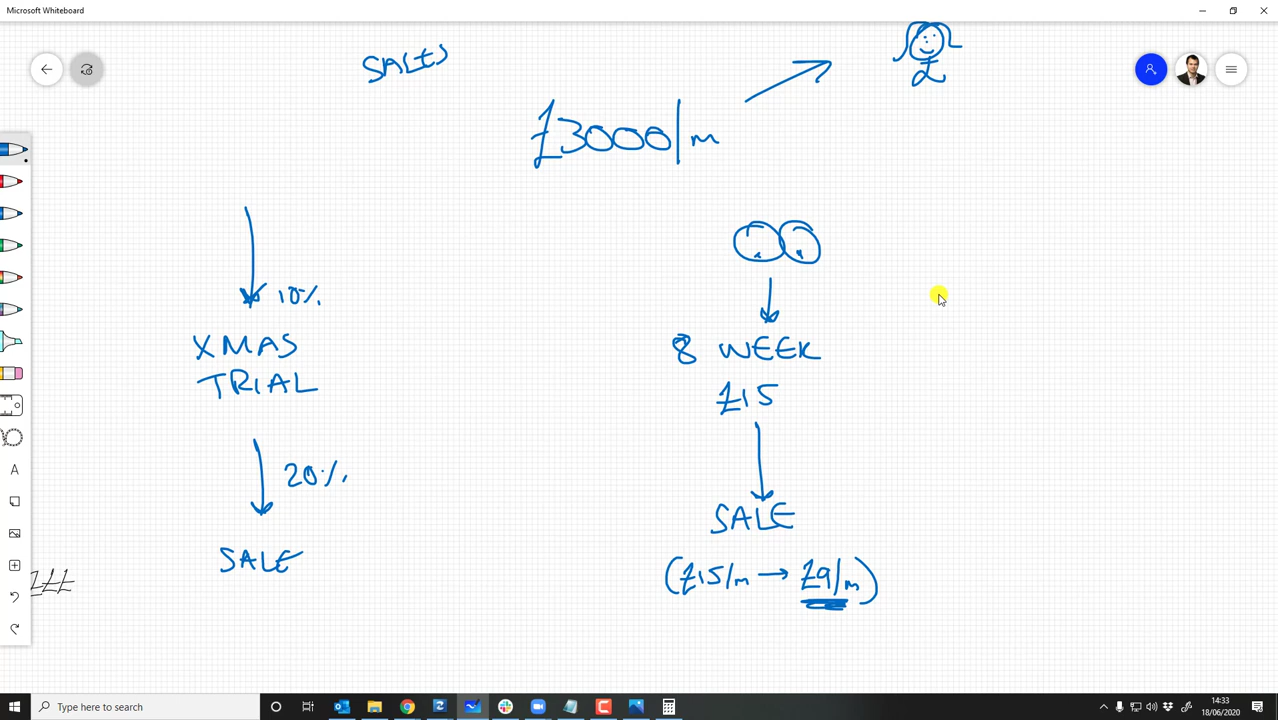 Microsoft Whiteboard
SALES
£
£3000/m
10%
XMAS
TRIAL
20%
SALE
8 WEEK
£15
SALE
(£15/m → £9/m)
£££
A
Type here to search
14:33
18/06/2020